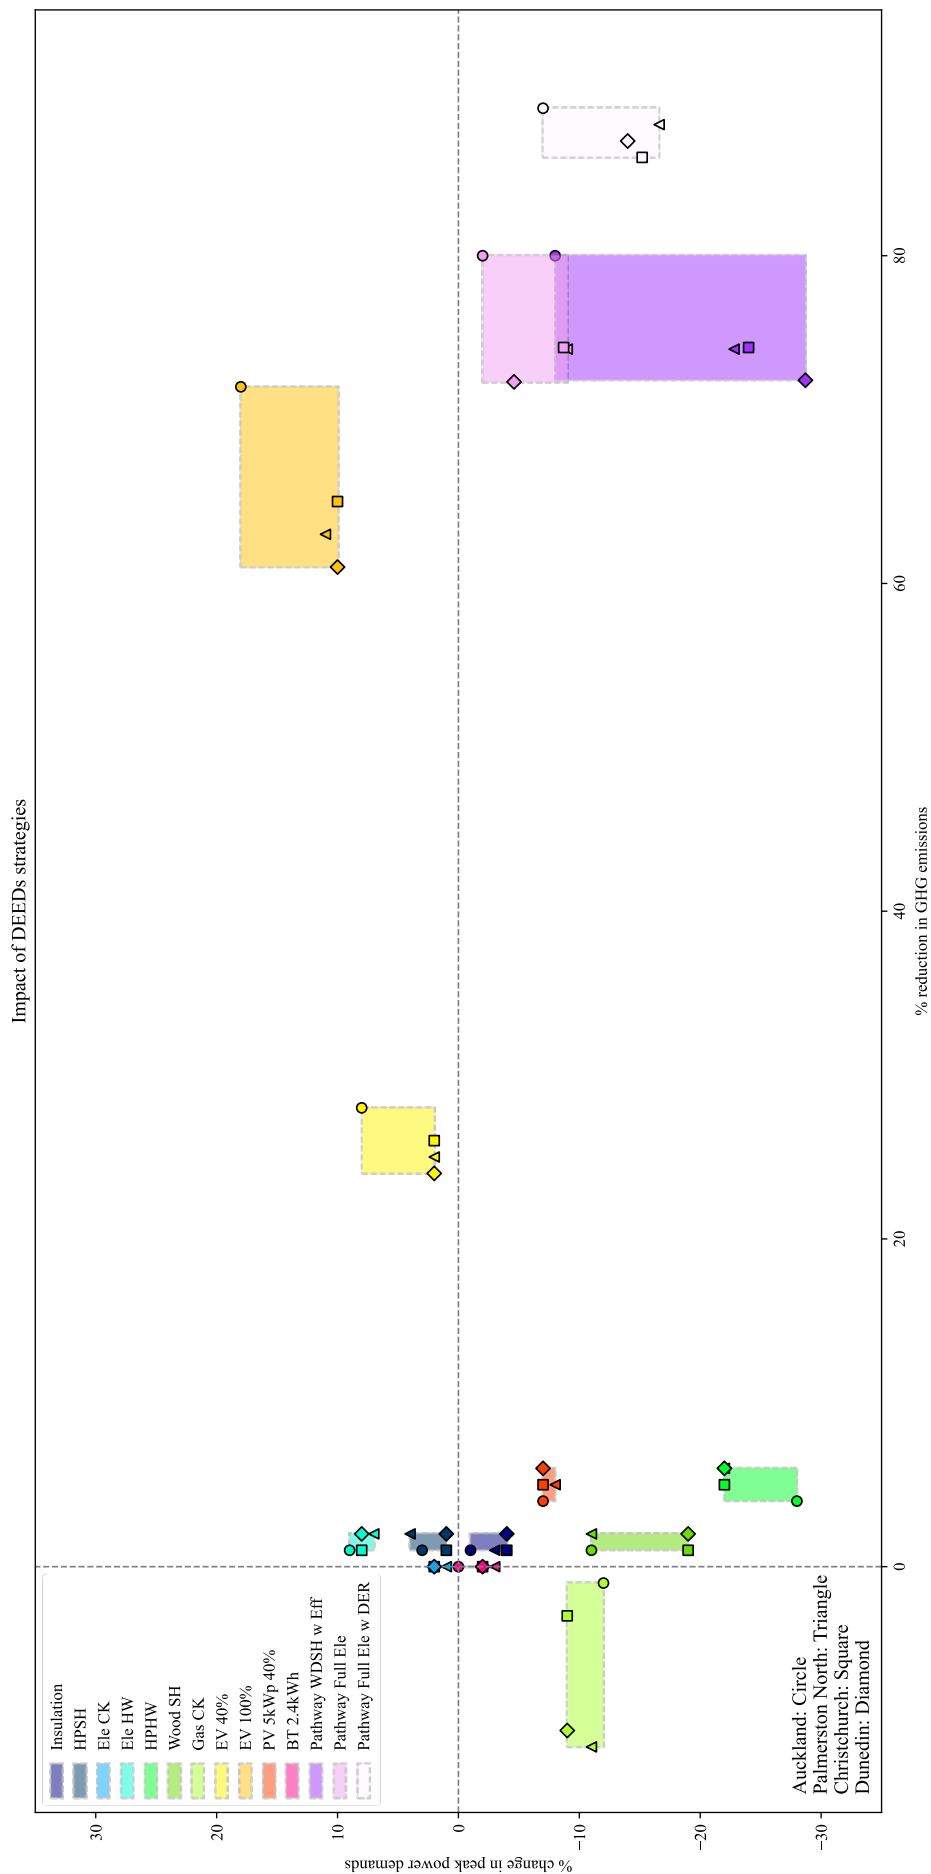 Impact of DEEDs strategies
Insulation
HPSH
Ele CK
Ele HW
HPHW
Wood SH
Gas CK
EV 40%
EV 100%
PV 5kWp 40%
BT 2.4kWh
Pathway WDSH w Eff
Pathway Full Ele
Pathway Full Ele w DER
Auckland: Circle
Palmerston North: Triangle
Christchurch: Square
Dunedin: Diamond
% change in peak power demands
30
20
10
0
−10
−20
−30
0
20
40
60
80
% reduction in GHG emissions